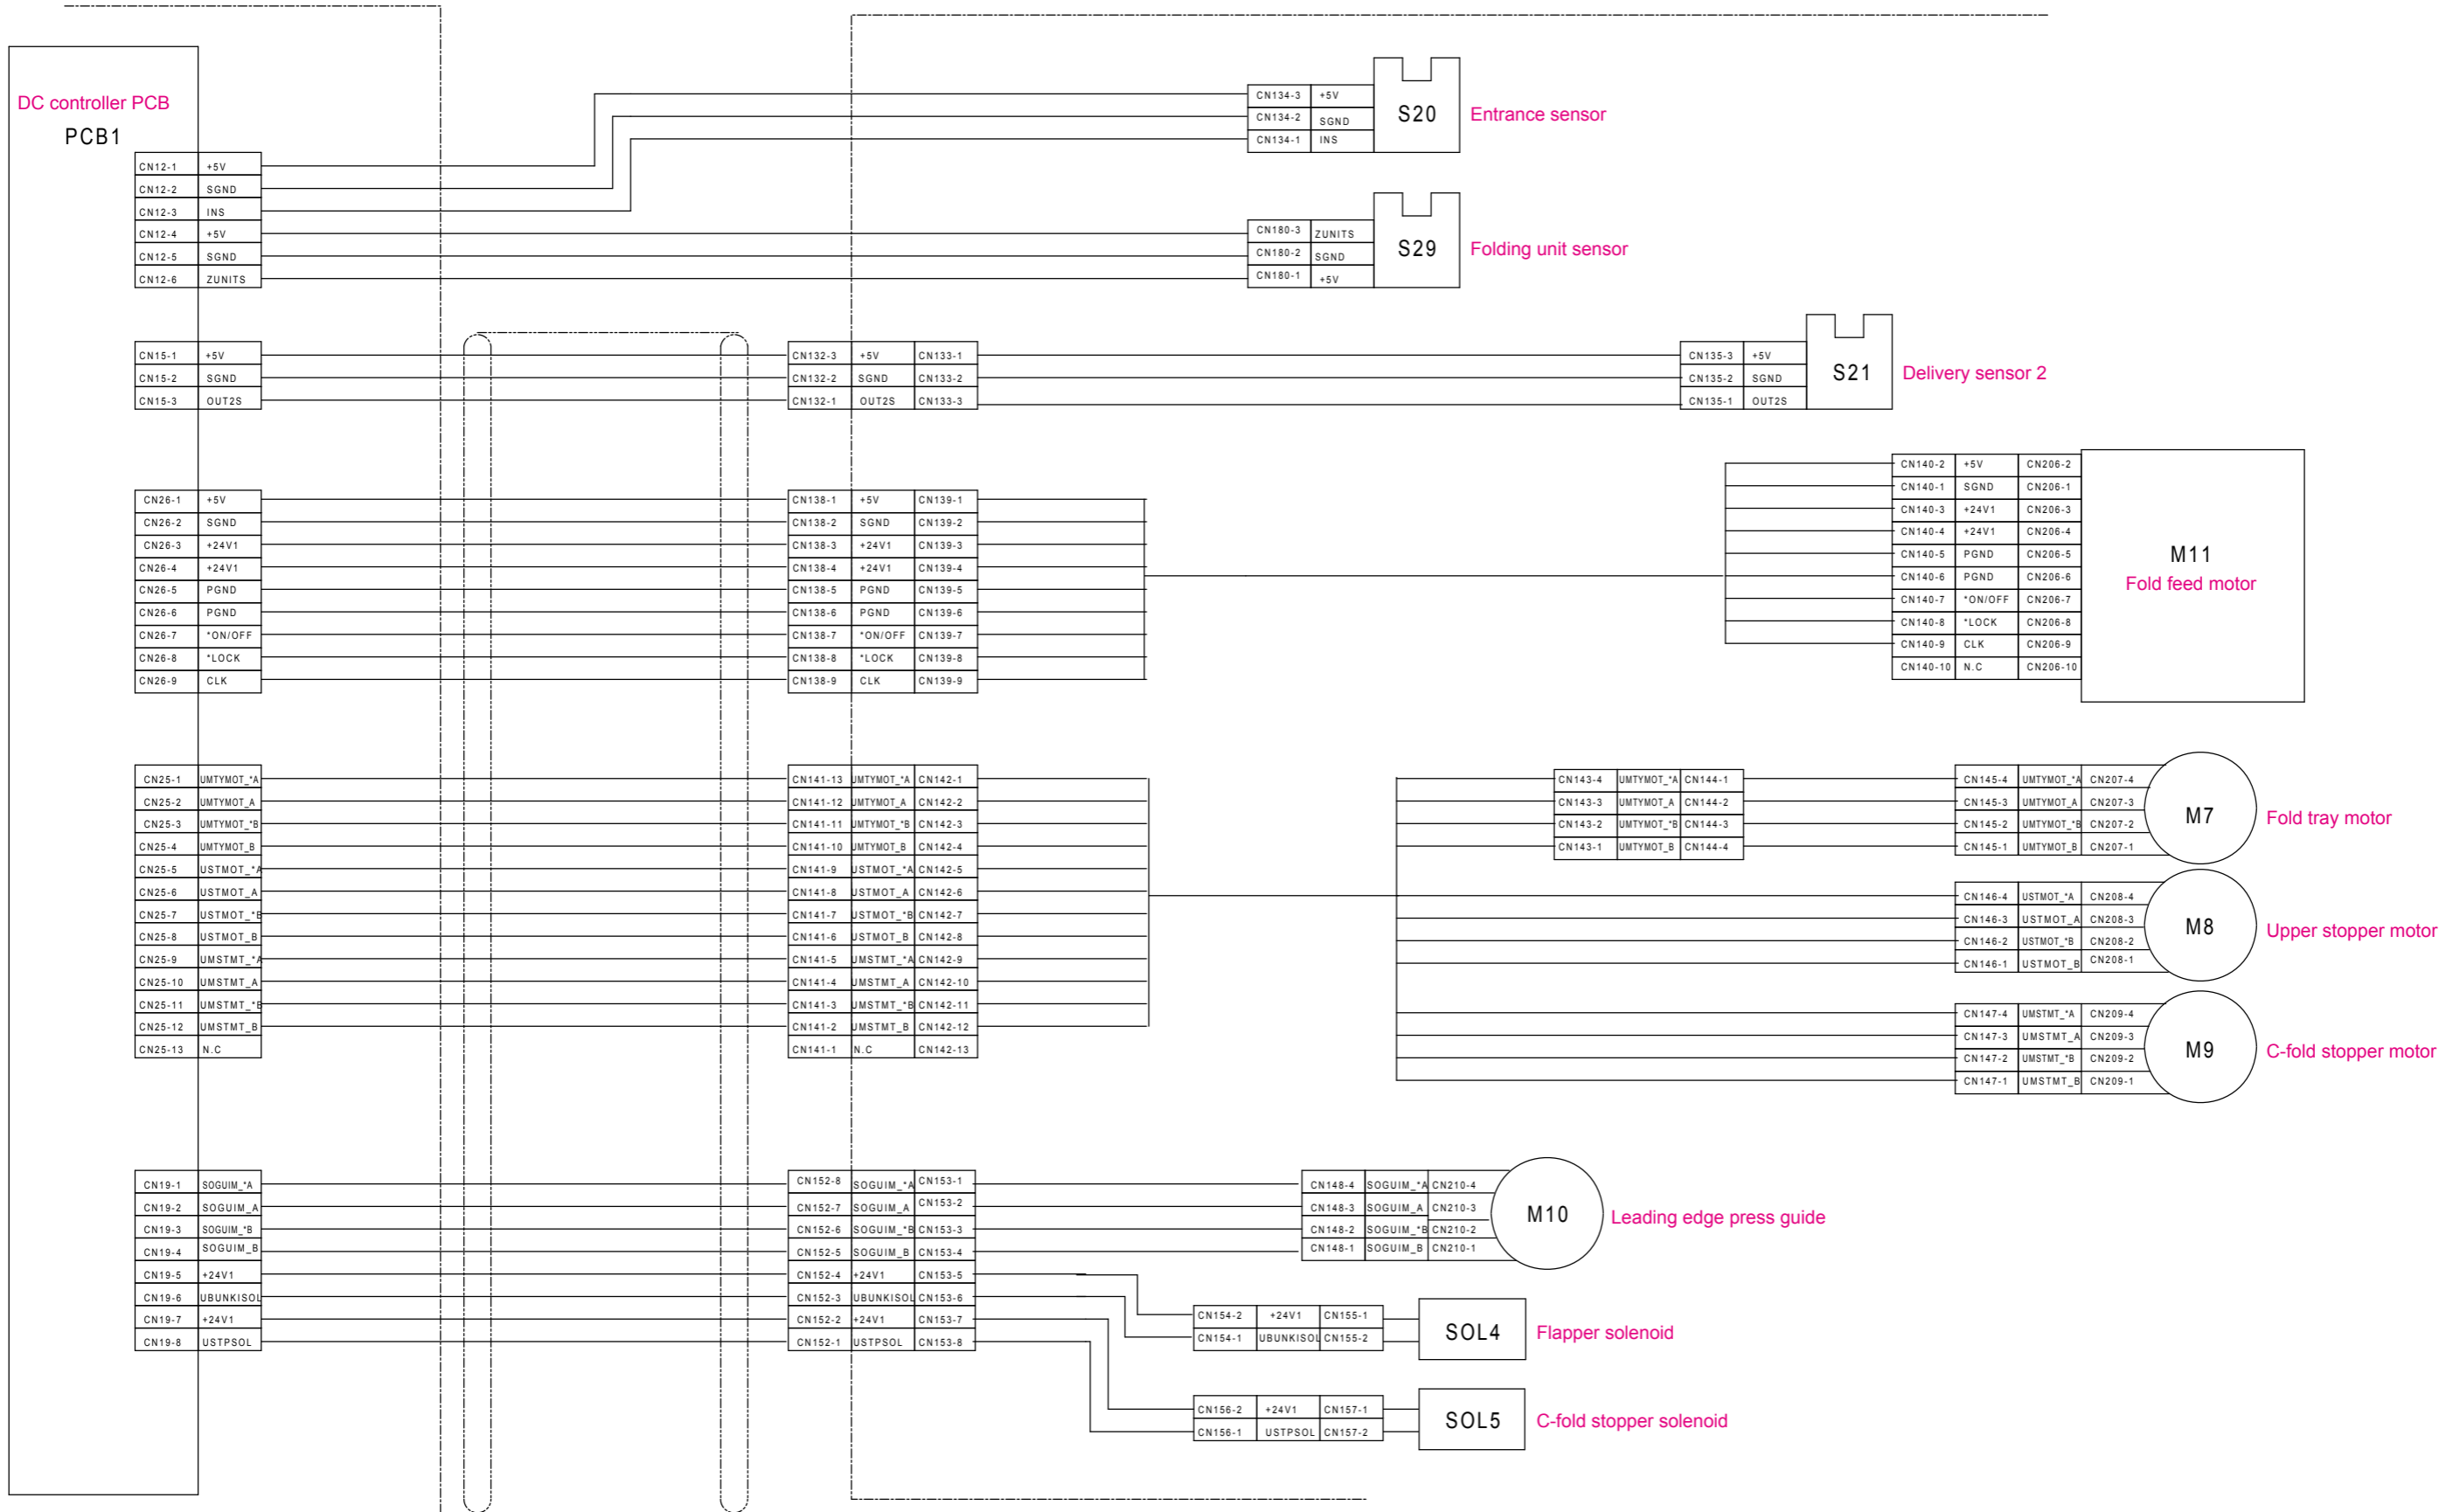 DC controller PCB
PCB1
CN12-1 +5V
CN12-2 SGND
CN12-3 INS
CN12-4 +5V
CN12-5 SGND
CN12-6 ZUNITS
CN134-3 +5V
CN134-2 SGND
CN134-1 INS
S20
Entrance sensor
CN180-3 ZUNITS
CN180-2 SGND
CN180-1 +5V
S29
Folding unit sensor
CN15-1 +5V
CN15-2 SGND
CN15-3 OUT2S
CN132-3 +5V CN133-1
CN132-2 SGND CN133-2
CN132-1 OUT2S CN133-3
CN135-3 +5V
CN135-2 SGND
CN135-1 OUT2S
S21
Delivery sensor 2
CN26-1 +5V
CN26-2 SGND
CN26-3 +24V1
CN26-4 +24V1
CN26-5 PGND
CN26-6 PGND
CN26-7 *ON/OFF
CN26-8 *LOCK
CN26-9 CLK
CN138-1 +5V CN139-1
CN138-2 SGND CN139-2
CN138-3 +24V1 CN139-3
CN138-4 +24V1 CN139-4
CN138-5 PGND CN139-5
CN138-6 PGND CN139-6
CN138-7 *ON/OFF CN139-7
CN138-8 *LOCK CN139-8
CN138-9 CLK CN139-9
CN140-2 +5V CN206-2
CN140-1 SGND CN206-1
CN140-3 +24V1 CN206-3
CN140-4 +24V1 CN206-4
CN140-5 PGND CN206-5
CN140-6 PGND CN206-6
CN140-7 *ON/OFF CN206-7
CN140-8 *LOCK CN206-8
CN140-9 CLK CN206-9
CN140-10 N.C CN206-10
M11
Fold feed motor
CN25-1 UMTYMOT_*A
CN25-2 UMTYMOT_A
CN25-3 UMTYMOT_*B
CN25-4 UMTYMOT_B
CN25-5 USTMOT_*A
CN25-6 USTMOT_A
CN25-7 USTMOT_*B
CN25-8 USTMOT_B
CN25-9 UMSTMT_*A
CN25-10 UMSTMT_A
CN25-11 UMSTMT_*B
CN25-12 UMSTMT_B
CN25-13 N.C
CN141-13 UMTYMOT_*A CN142-1
CN141-12 UMTYMOT_A CN142-2
CN141-11 UMTYMOT_*B CN142-3
CN141-10 UMTYMOT_B CN142-4
CN141-9 USTMOT_*A CN142-5
CN141-8 USTMOT_A CN142-6
CN141-7 USTMOT_*B CN142-7
CN141-6 USTMOT_B CN142-8
CN141-5 UMSTMT_*A CN142-9
CN141-4 UMSTMT_A CN142-10
CN141-3 UMSTMT_*B CN142-11
CN141-2 UMSTMT_B CN142-12
CN141-1 N.C CN142-13
CN143-4 UMTYMOT_*A CN144-1
CN143-3 UMTYMOT_A CN144-2
CN143-2 UMTYMOT_*B CN144-3
CN143-1 UMTYMOT_B CN144-4
CN145-4 UMTYMOT_*A CN207-4
CN145-3 UMTYMOT_A CN207-3
CN145-2 UMTYMOT_*B CN207-2
CN145-1 UMTYMOT_B CN207-1
M7
Fold tray motor
CN146-4 USTMOT_*A CN208-4
CN146-3 USTMOT_A CN208-3
CN146-2 USTMOT_*B CN208-2
CN146-1 USTMOT_B CN208-1
M8
Upper stopper motor
CN147-4 UMSTMT_*A CN209-4
CN147-3 UMSTMT_A CN209-3
CN147-2 UMSTMT_*B CN209-2
CN147-1 UMSTMT_B CN209-1
M9
C-fold stopper motor
CN19-1 SOGUIM_*A
CN19-2 SOGUIM_A
CN19-3 SOGUIM_*B
CN19-4 SOGUIM_B
CN19-5 +24V1
CN19-6 UBUNKISOL
CN19-7 +24V1
CN19-8 USTPSOL
CN152-8 SOGUIM_*A CN153-1
CN152-7 SOGUIM_A CN153-2
CN152-6 SOGUIM_*B CN153-3
CN152-5 SOGUIM_B CN153-4
CN152-4 +24V1 CN153-5
CN152-3 UBUNKISOL CN153-6
CN152-2 +24V1 CN153-7
CN152-1 USTPSOL CN153-8
CN148-4 SOGUIM_*A CN210-4
CN148-3 SOGUIM_A CN210-3
CN148-2 SOGUIM_*B CN210-2
CN148-1 SOGUIM_B CN210-1
M10
Leading edge press guide
CN154-2 +24V1 CN155-1
CN154-1 UBUNKISOL CN155-2
SOL4
Flapper solenoid
CN156-2 +24V1 CN157-1
CN156-1 USTPSOL CN157-2
SOL5
C-fold stopper solenoid